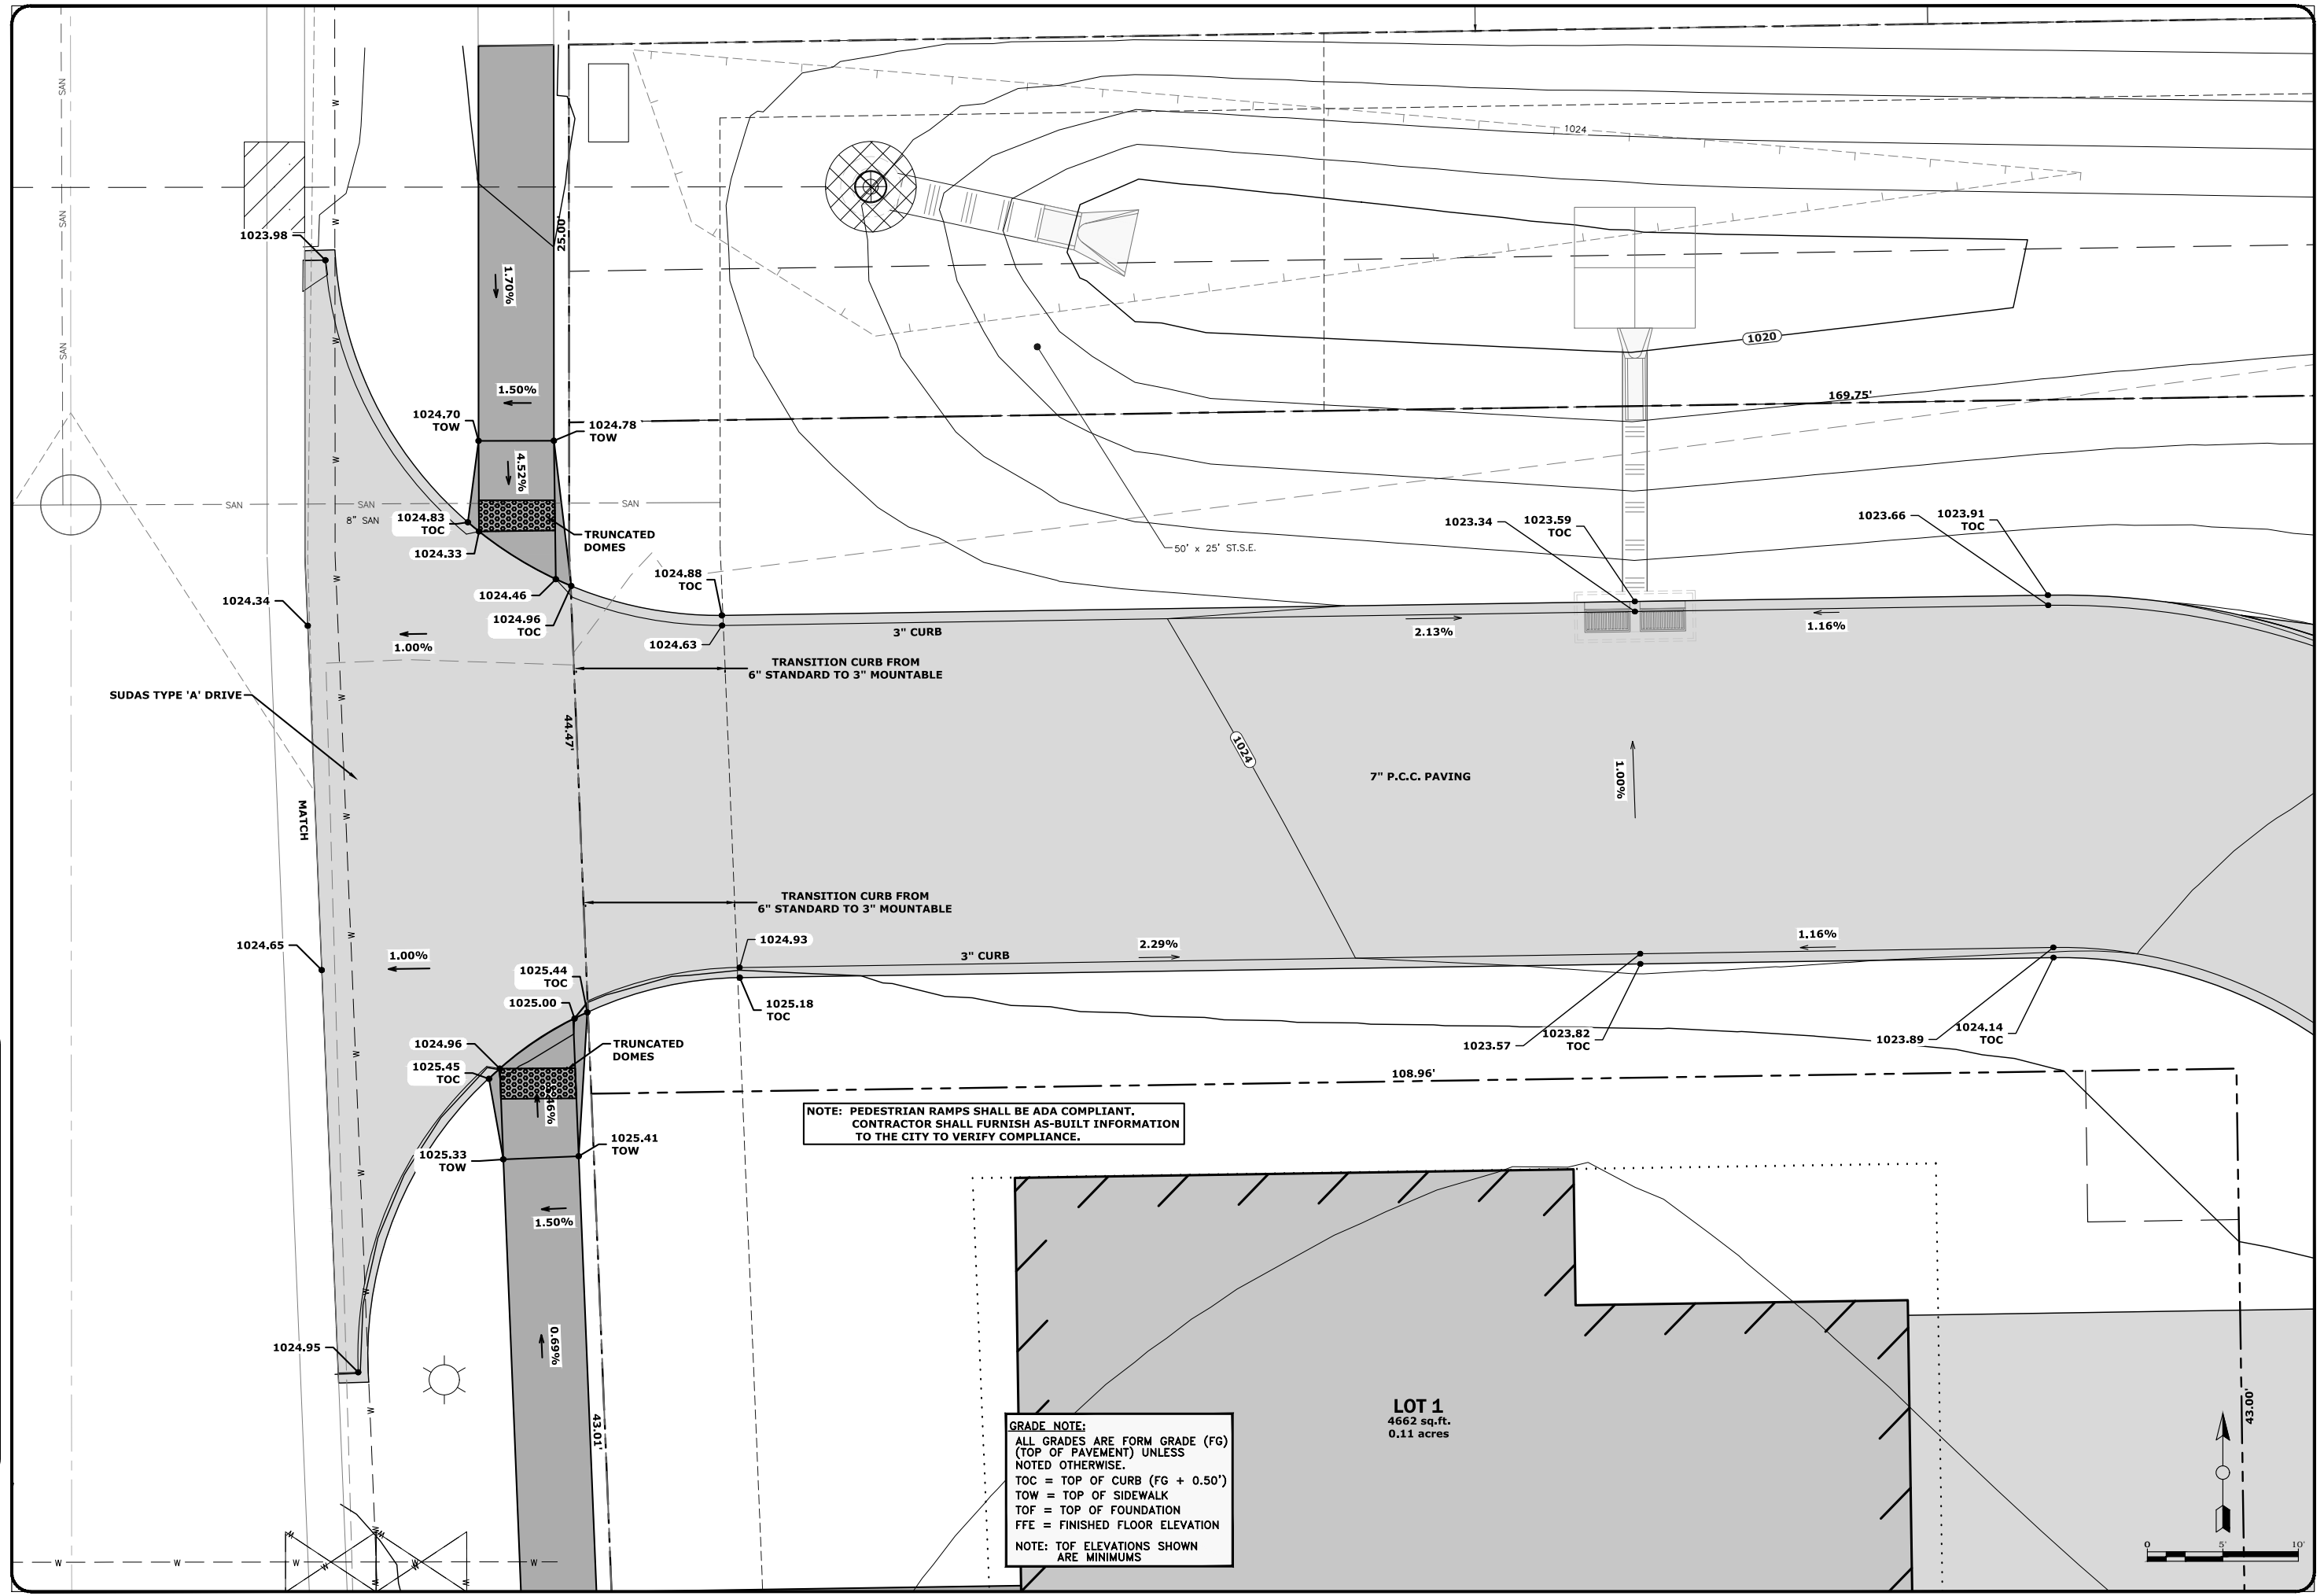 SAN
SAN
SAN
W
W
W
W
W
1024
1023.98
25.00'
1.70%
1020
1.50%
169.75'
1024.70
TOW
1024.78
TOW
4.52%
SAN
SAN
SAN
8" SAN
1024.83
TOC
1024.33
TRUNCATED
DOMES
50' x 25' ST.S.E.
1023.34
1023.59
TOC
1023.66
1023.91
TOC
1024.88
TOC
1024.46
1024.34
1024.96
TOC
1.00%
1024.63
3" CURB
2.13%
1.16%
TRANSITION CURB FROM
6" STANDARD TO 3" MOUNTABLE
SUDAS TYPE 'A' DRIVE
W
44.47'
1024
7" P.C.C. PAVING
1.00%
MATCH
W
TRANSITION CURB FROM
6" STANDARD TO 3" MOUNTABLE
W
1024.65
1.00%
1024.93
2.29%
3" CURB
1.16%
1025.44
TOC
1025.00
1025.18
TOC
1024.96
1025.45
TOC
TRUNCATED
DOMES
1023.57
1023.82
TOC
1023.89
1024.14
TOC
W
108.96'
46%
NOTE: PEDESTRIAN RAMPS SHALL BE ADA COMPLIANT.
CONTRACTOR SHALL FURNISH AS-BUILT INFORMATION
TO THE CITY TO VERIFY COMPLIANCE.
1025.33
TOW
1025.41
TOW
W
1.50%
W
0.69%
1024.95
W
43.01'
LOT 1
4662 sq.ft.
0.11 acres
43.00'
GRADE NOTE:
ALL GRADES ARE FORM GRADE (FG)
(TOP OF PAVEMENT) UNLESS
NOTED OTHERWISE.
TOC = TOP OF CURB (FG + 0.50')
TOW = TOP OF SIDEWALK
TOF = TOP OF FOUNDATION
FFE = FINISHED FLOOR ELEVATION
NOTE: TOF ELEVATIONS SHOWN
ARE MINIMUMS
0 5' 10'
W
W
W
W
W
W
W
W